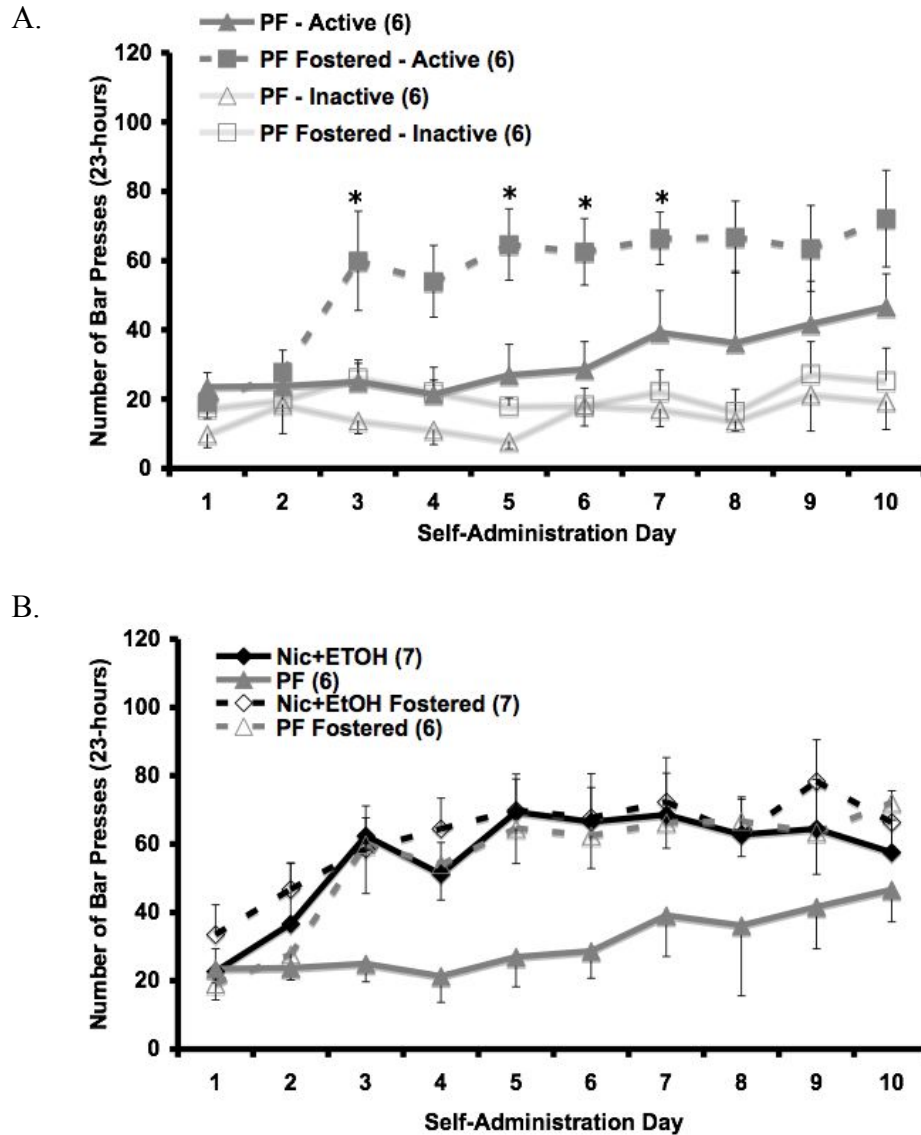 A.
PF - Active (6)
PF Fostered - Active (6)
PF - Inactive (6)
PF Fostered - Inactive (6)
Number of Bar Presses (23-hours)
120
100
80
60
40
20
0
* * * *
1 2 3 4 5 6 7 8 9 10
Self-Administration Day
B.
Nic+ETOH (7)
PF (6)
Nic+EtOH Fostered (7)
PF Fostered (6)
Number of Bar Presses (23-hours)
120
100
80
60
40
20
0
1 2 3 4 5 6 7 8 9 10
Self-Administration Day